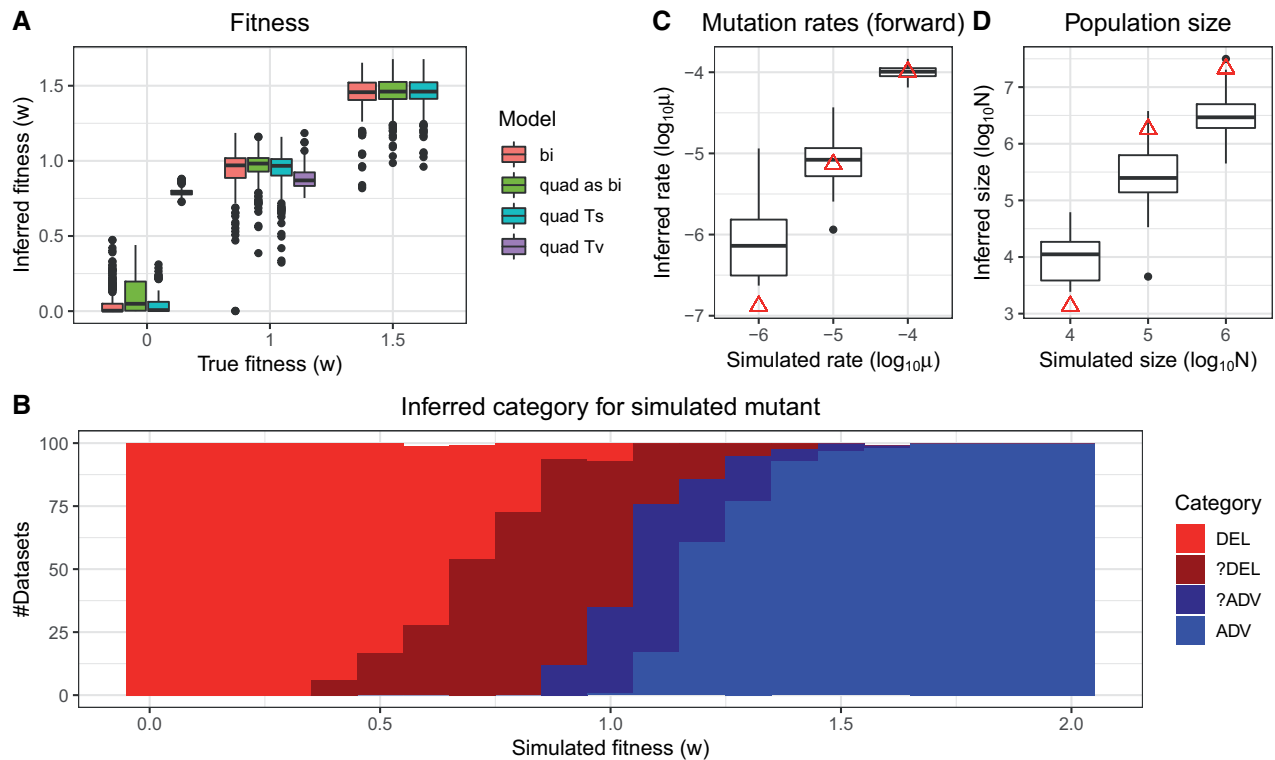 A
Fitness
Inferred fitness (w)
1.5
1.0
0.5
0.0
0
1
1.5
True fitness (w)
Model
bi
quad as bi
quad Ts
quad Tv
C
Mutation rates (forward)
Inferred rate (log₁₀μ)
−4
−5
−6
−7
−6
−5
−4
Simulated rate (log₁₀μ)
D
Population size
Inferred size (log₁₀N)
7
6
5
4
3
4
5
6
Simulated size (log₁₀N)
B
Inferred category for simulated mutant
#Datasets
100
75
50
25
0
0.0
0.5
1.0
1.5
2.0
Simulated fitness (w)
Category
DEL
?DEL
?ADV
ADV